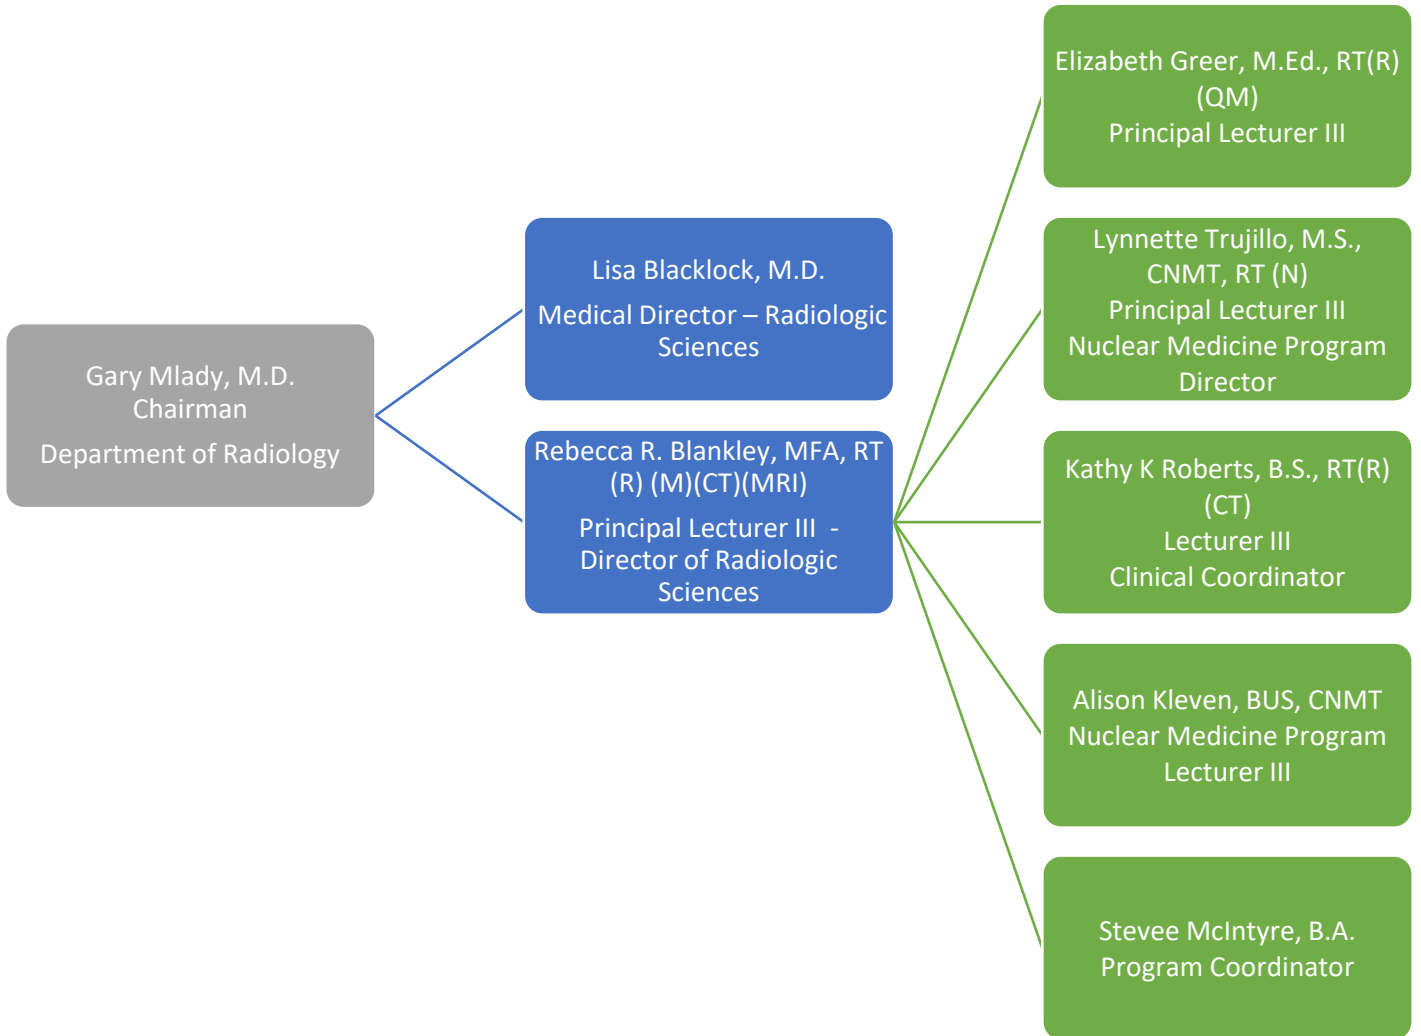 Gary Mlady, M.D.
Chairman
Department of Radiology
Lisa Blacklock, M.D.
Medical Director – Radiologic
Sciences
Rebecca R. Blankley, MFA, RT
(R) (M)(CT)(MRI)
Principal Lecturer III -
Director of Radiologic
Sciences
Elizabeth Greer, M.Ed., RT(R)
(QM)
Principal Lecturer III
Lynnette Trujillo, M.S.,
CNMT, RT (N)
Principal Lecturer III
Nuclear Medicine Program
Director
Kathy K Roberts, B.S., RT(R)
(CT)
Lecturer III
Clinical Coordinator
Alison Kleven, BUS, CNMT
Nuclear Medicine Program
Lecturer III
Stevee McIntyre, B.A.
Program Coordinator